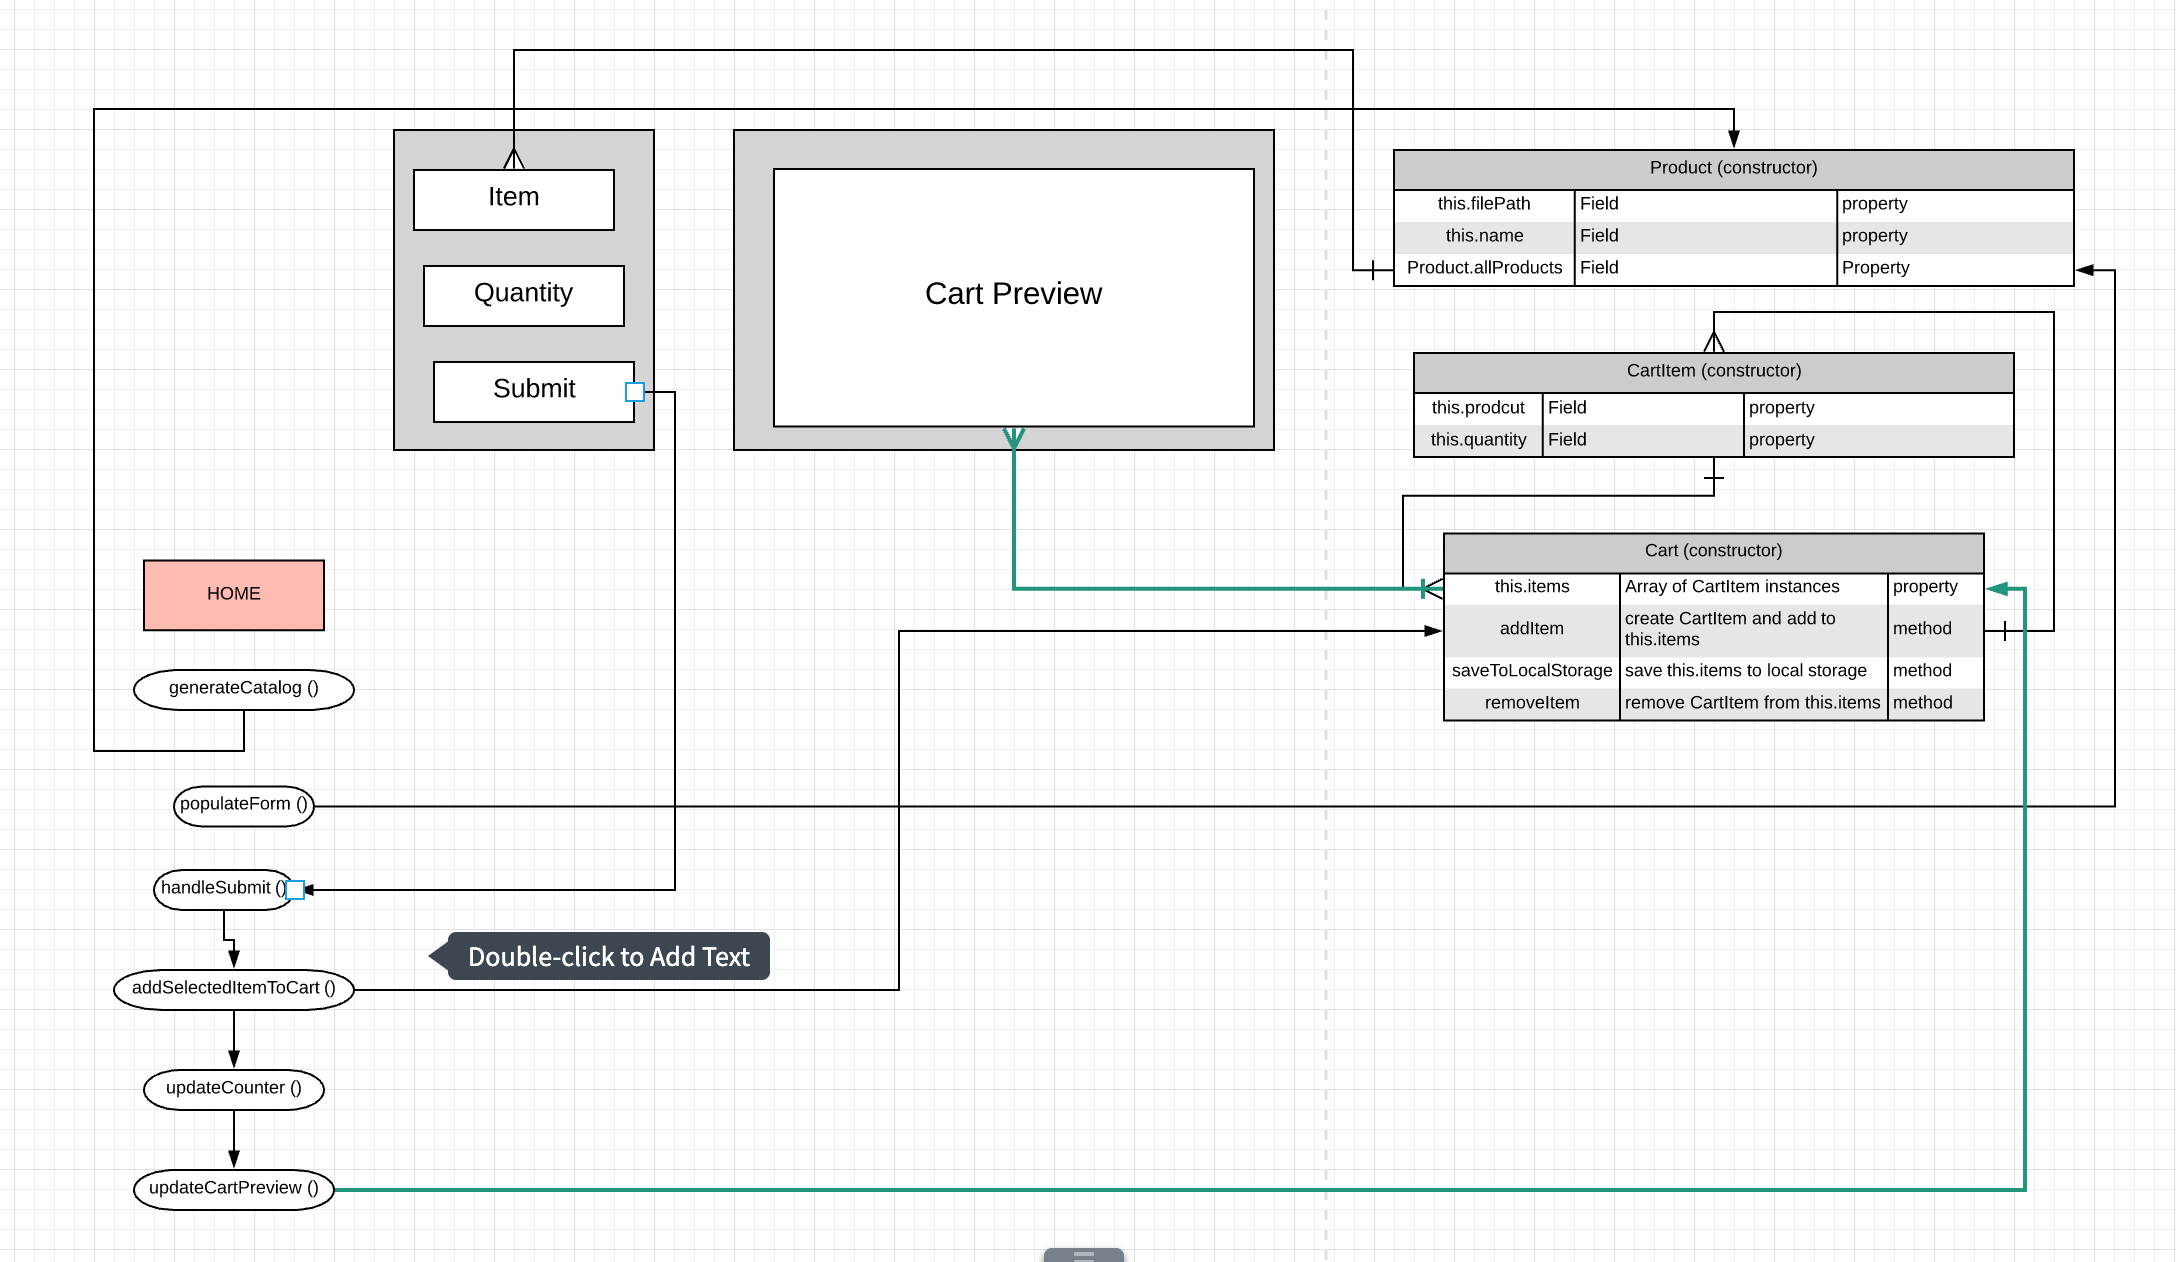 Item
Quantity
Submit
Cart Preview
Product (constructor)
this.filePath Field property
this.name Field property
Product.allProducts Field Property
CartItem (constructor)
this.prodcut Field property
this.quantity Field property
Cart (constructor)
this.items Array of CartItem instances property
addItem create CartItem and add to this.items method
saveToLocalStorage save this.items to local storage method
removeItem remove CartItem from this.items method
HOME
generateCatalog ()
populateForm ()
handleSubmit ()
Double-click to Add Text
addSelectedItemToCart ()
updateCounter ()
updateCartPreview ()